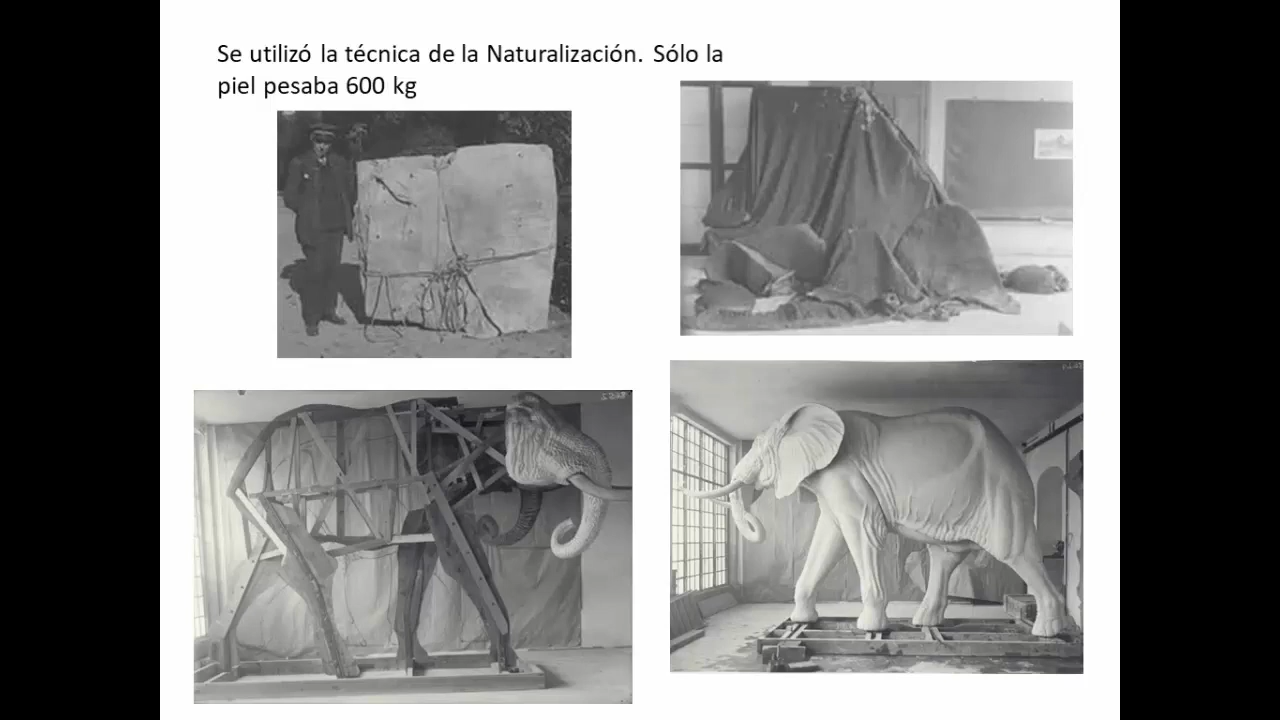 Se utilizó la técnica de la Naturalización. Sólo la
piel pesaba 600 kg